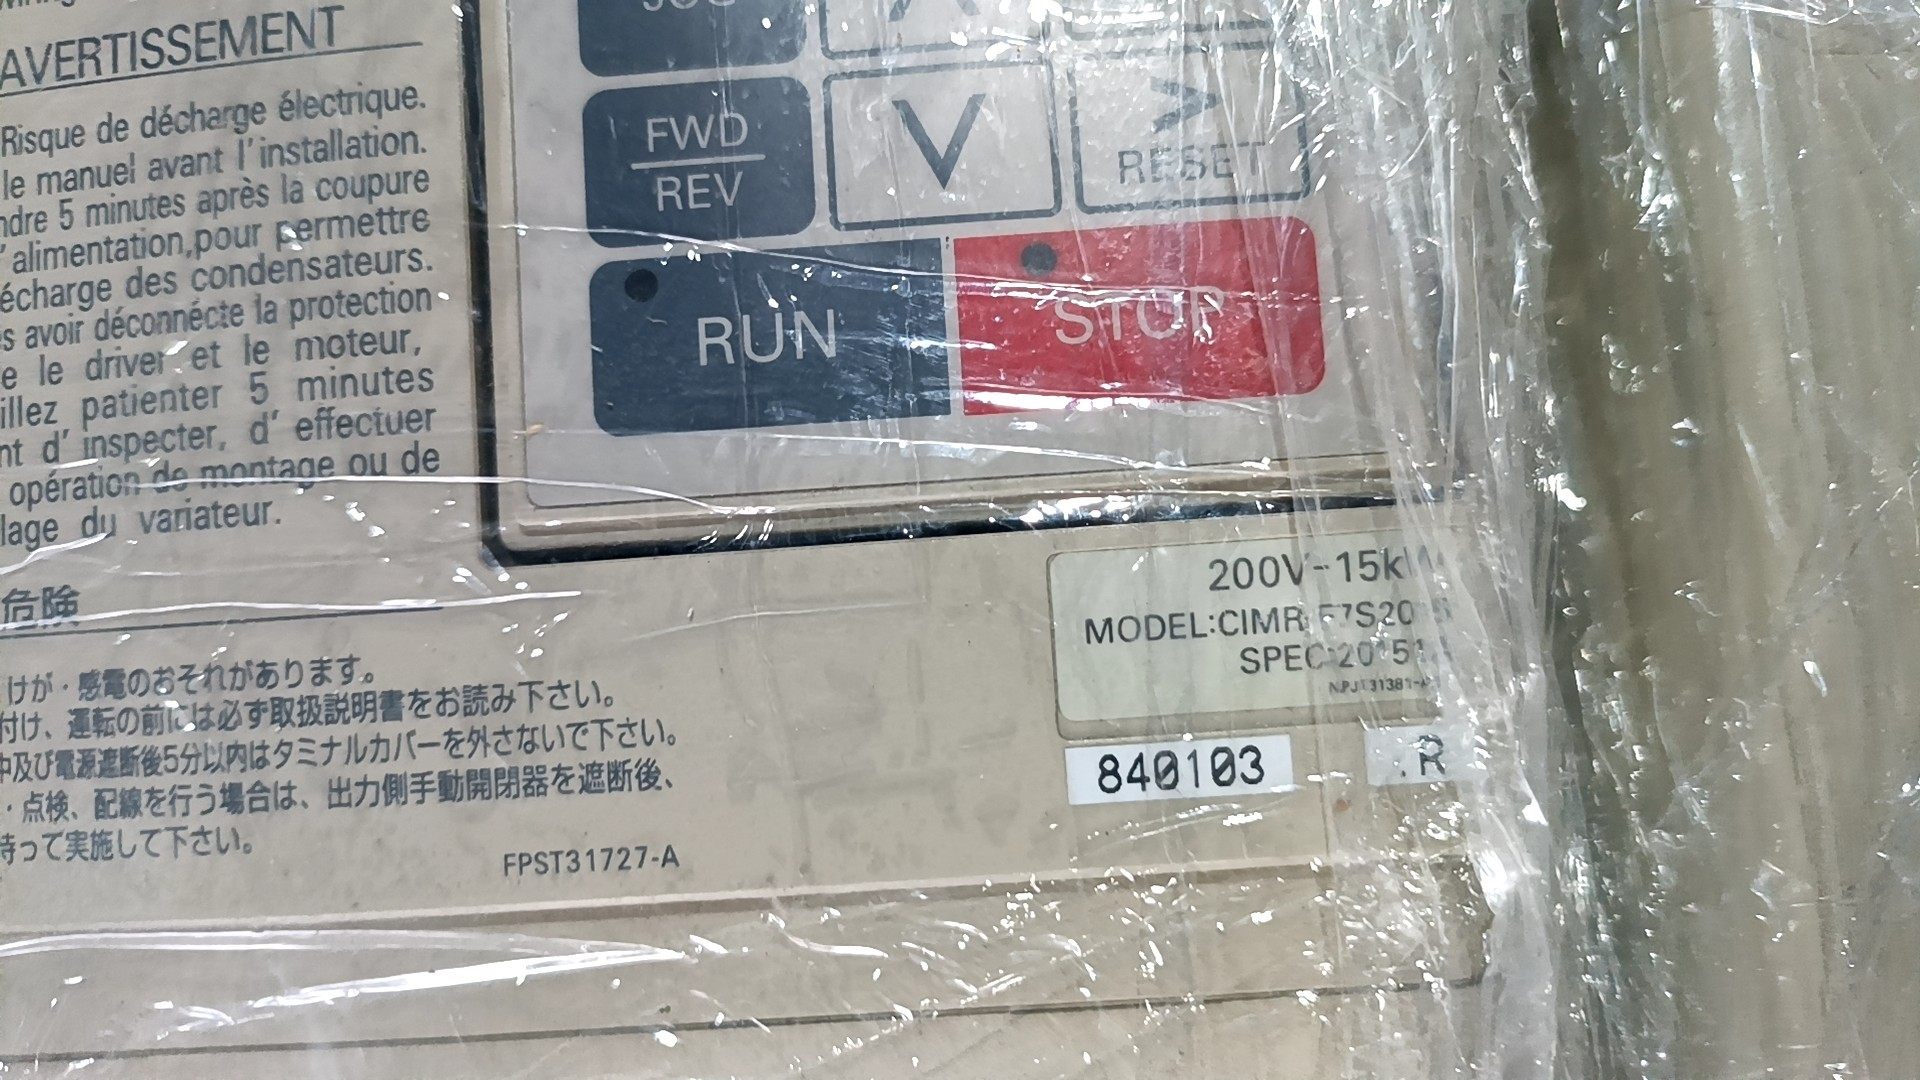 AVERTISSEMENT
Risque de décharge électrique.
le manuel avant l'installation.
ndre 5 minutes après la coupure
'alimentation,pour permettre
écharge des condensateurs.
s avoir déconnécte la protection
e le driver et le moteur,
illez patienter 5 minutes
nt d' inspecter, d' effectuer
opération de montage ou de
lage du variateur.
危険
けが・感電のおそれがあります。
付け、運転の前には必ず取扱説明書をお読み下さい。
中及び電源遮断後5分以内はタミナルカバーを外さないで下さい。
・点検、配線を行う場合は、出力側手動開閉器を遮断後、
待って実施して下さい。
FPST31727-A
JOG
FWD
REV
RESET
RUN
STOP
200V-15kW
MODEL:CIMR-F7S2015
SPEC:20151
840103
R